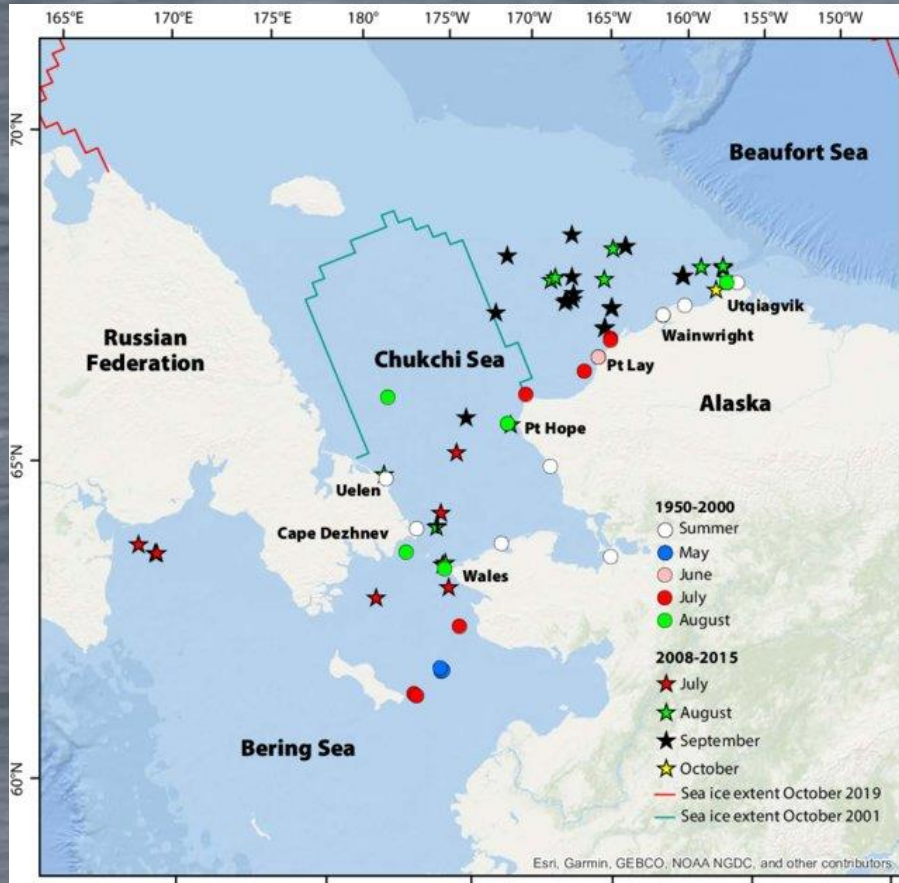 165°E 170°E 175°E 180° 175°W 170°W 165°W 160°W 155°W 150°W
70°N
Beaufort Sea
Utqiagvik
Wainwright
Russian
Federation
Chukchi Sea
Pt Lay
Alaska
Pt Hope
65°N
Uelen
Cape Dezhnev
Wales
1950-2000
Summer
May
June
July
August
2008-2015
July
August
September
October
Sea ice extent October 2019
Sea ice extent October 2001
Bering Sea
60°N
Esri, Garmin, GEBCO, NOAA NGDC, and other contributors